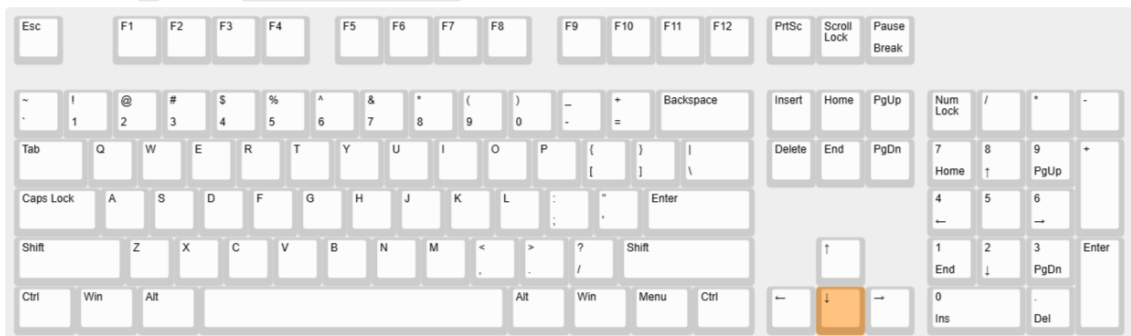 Esc F1 F2 F3 F4 F5 F6 F7 F8 F9 F10 F11 F12 PrtSc Scroll Lock Pause Break
~ ` ! 1 @ 2 # 3 $ 4 % 5 ^ 6 & 7 * 8 ( 9 ) 0 _ - + = Backspace Insert Home PgUp Num Lock / * -
Tab Q W E R T Y U I O P { [ } ] | \ Delete End PgDn 7 Home 8 ↑ 9 PgUp +
Caps Lock A S D F G H J K L : ; " ' Enter 4 ← 5 6 →
Shift Z X C V B N M < , > . ? / Shift ↑ 1 End 2 ↓ 3 PgDn Enter
Ctrl Win Alt Alt Win Menu Ctrl ← ↓ → 0 Ins . Del